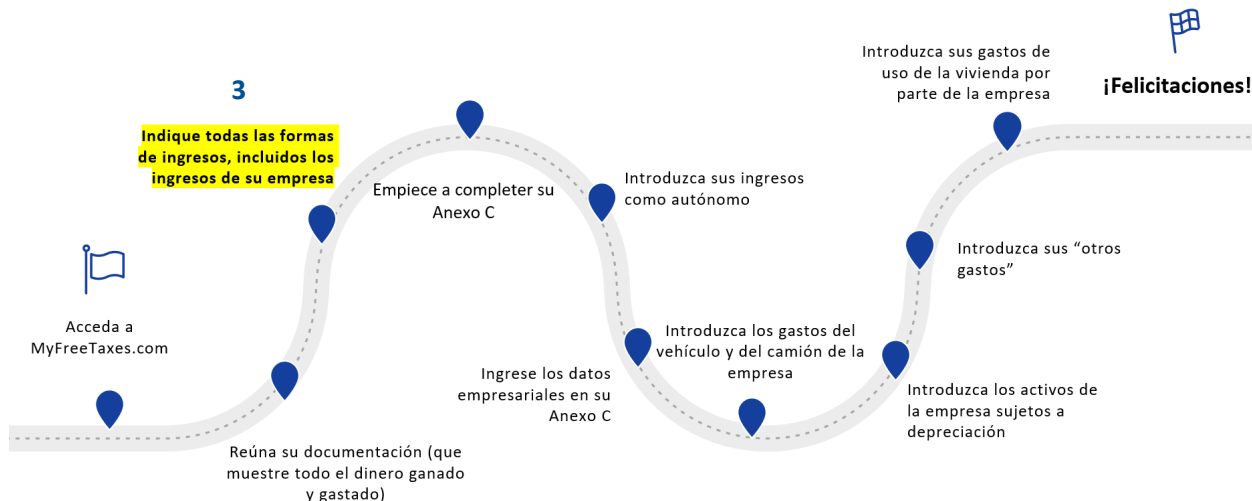 Acceda a
MyFreeTaxes.com
Reúna su documentación (que
muestre todo el dinero ganado
y gastado)
3
Indique todas las formas
de ingresos, incluidos los
ingresos de su empresa
Empiece a completer su
Anexo C
Introduzca sus ingresos
como autónomo
Ingrese los datos
empresariales en su
Anexo C
Introduzca los gastos del
vehículo y del camión de la
empresa
Introduzca los activos de
la empresa sujetos a
depreciación
Introduzca sus “otros
gastos”
Introduzca sus gastos de
uso de la vivienda por
parte de la empresa
¡Felicitaciones!